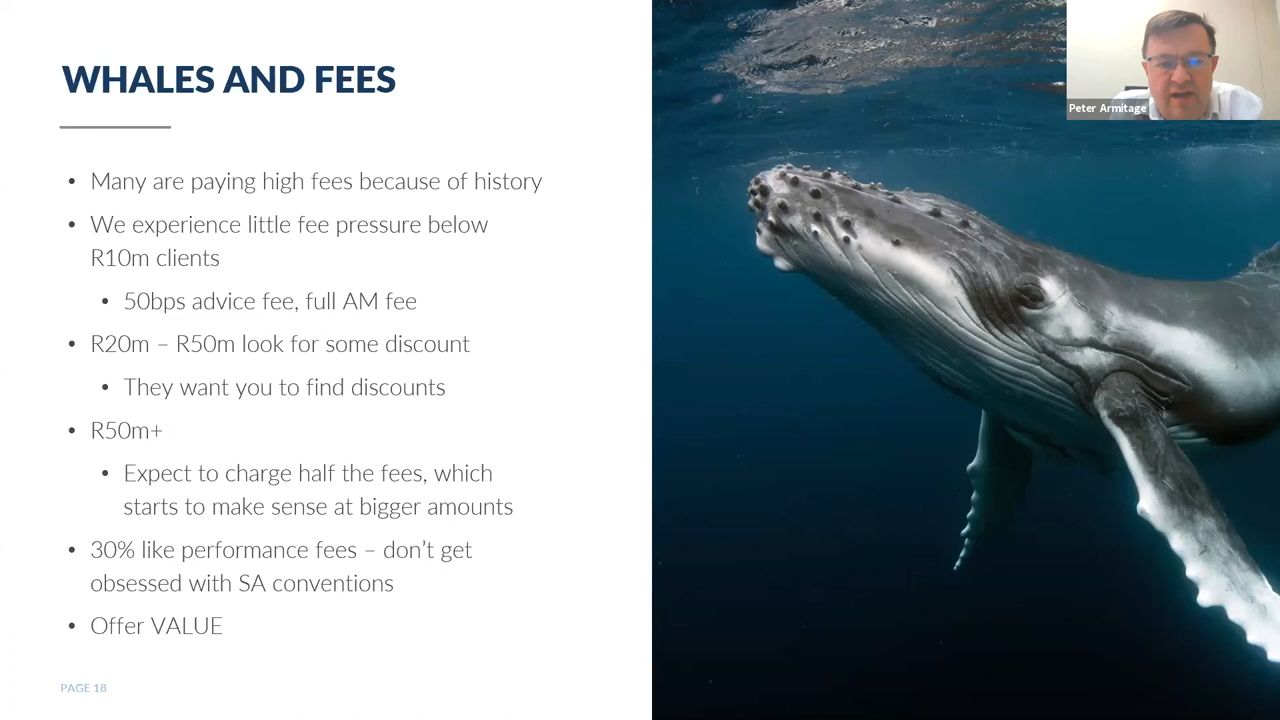 WHALES AND FEES
• Many are paying high fees because of history
• We experience little fee pressure below
R10m clients
• 50bps advice fee, full AM fee
• R20m – R50m look for some discount
• They want you to find discounts
• R50m+
• Expect to charge half the fees, which
starts to make sense at bigger amounts
• 30% like performance fees – don’t get
obsessed with SA conventions
• Offer VALUE
PAGE 18
Peter Armitage